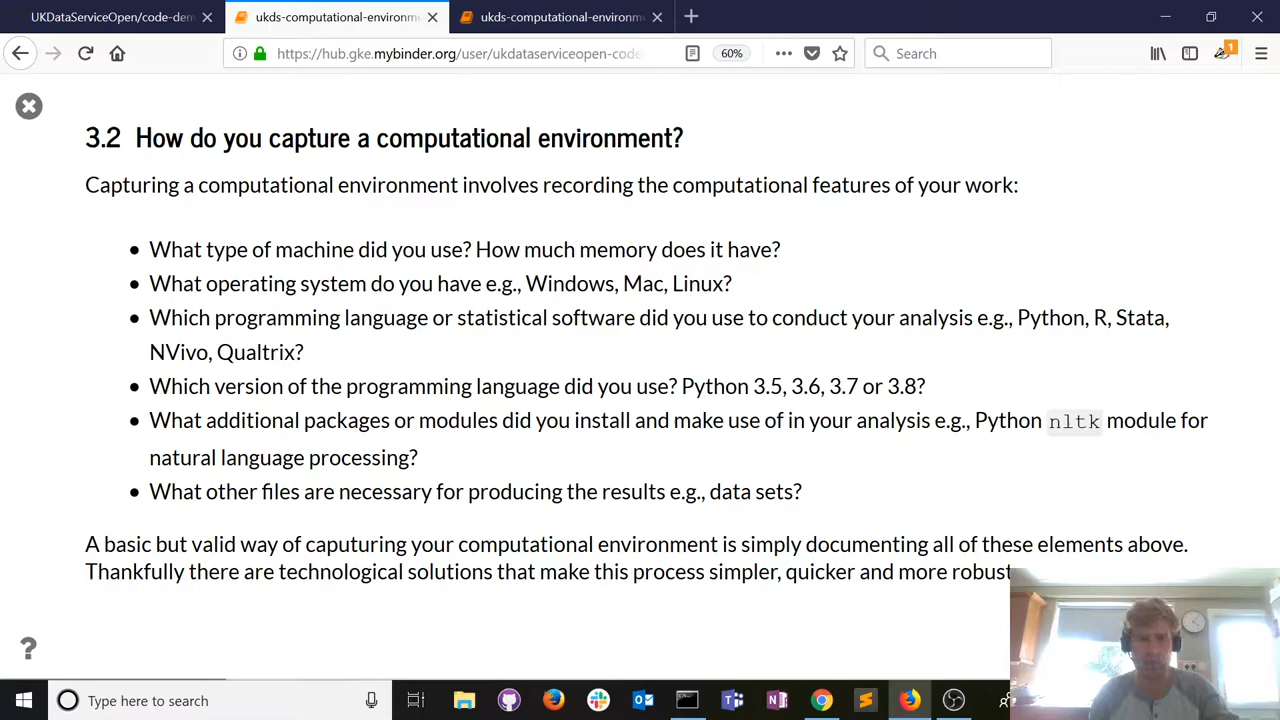 UKDataServiceOpen/code-dem
ukds-computational-environm
ukds-computational-environm
https://hub.gke.mybinder.org/user/ukdataserviceopen-code
60%
Search
1
3.2 How do you capture a computational environment?
Capturing a computational environment involves recording the computational features of your work:
• What type of machine did you use? How much memory does it have?
• What operating system do you have e.g., Windows, Mac, Linux?
• Which programming language or statistical software did you use to conduct your analysis e.g., Python, R, Stata,
NVivo, Qualtrix?
• Which version of the programming language did you use? Python 3.5, 3.6, 3.7 or 3.8?
• What additional packages or modules did you install and make use of in your analysis e.g., Python nltk module for
natural language processing?
• What other files are necessary for producing the results e.g., data sets?
A basic but valid way of caputuring your computational environment is simply documenting all of these elements above.
Thankfully there are technological solutions that make this process simpler, quicker and more robust
?
Type here to search